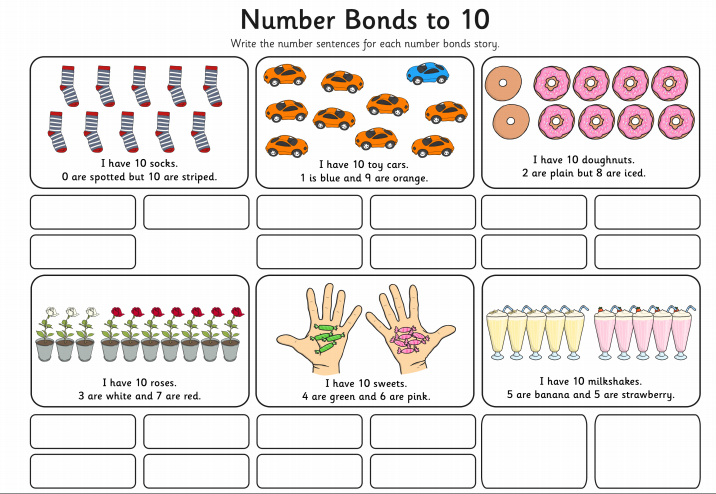 Number Bonds to 10
Write the number sentences for each number bonds story.
I have 10 socks.
0 are spotted but 10 are striped.
I have 10 toy cars.
1 is blue and 9 are orange.
I have 10 doughnuts.
2 are plain but 8 are iced.
I have 10 roses.
3 are white and 7 are red.
I have 10 sweets.
4 are green and 6 are pink.
I have 10 milkshakes.
5 are banana and 5 are strawberry.